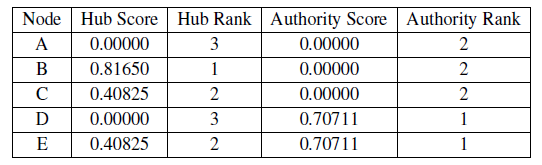 Node Hub Score Hub Rank Authority Score Authority Rank
A 0.00000 3 0.00000 2
B 0.81650 1 0.00000 2
C 0.40825 2 0.00000 2
D 0.00000 3 0.70711 1
E 0.40825 2 0.70711 1